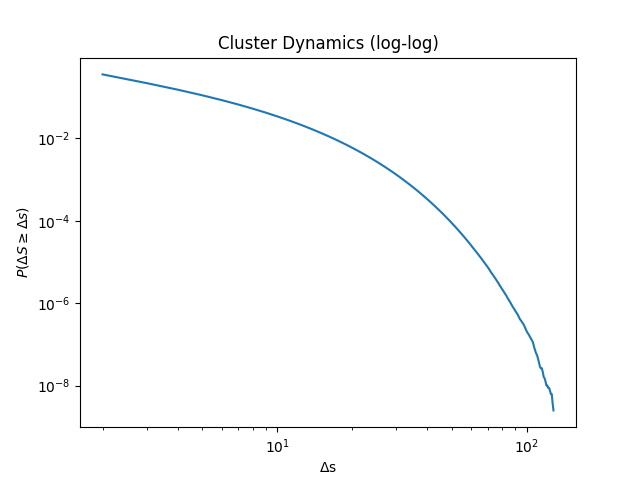 Cluster Dynamics (log-log)
P(ΔS ≥ Δs)
10⁻²
10⁻⁴
10⁻⁶
10⁻⁸
10¹ 10²
Δs